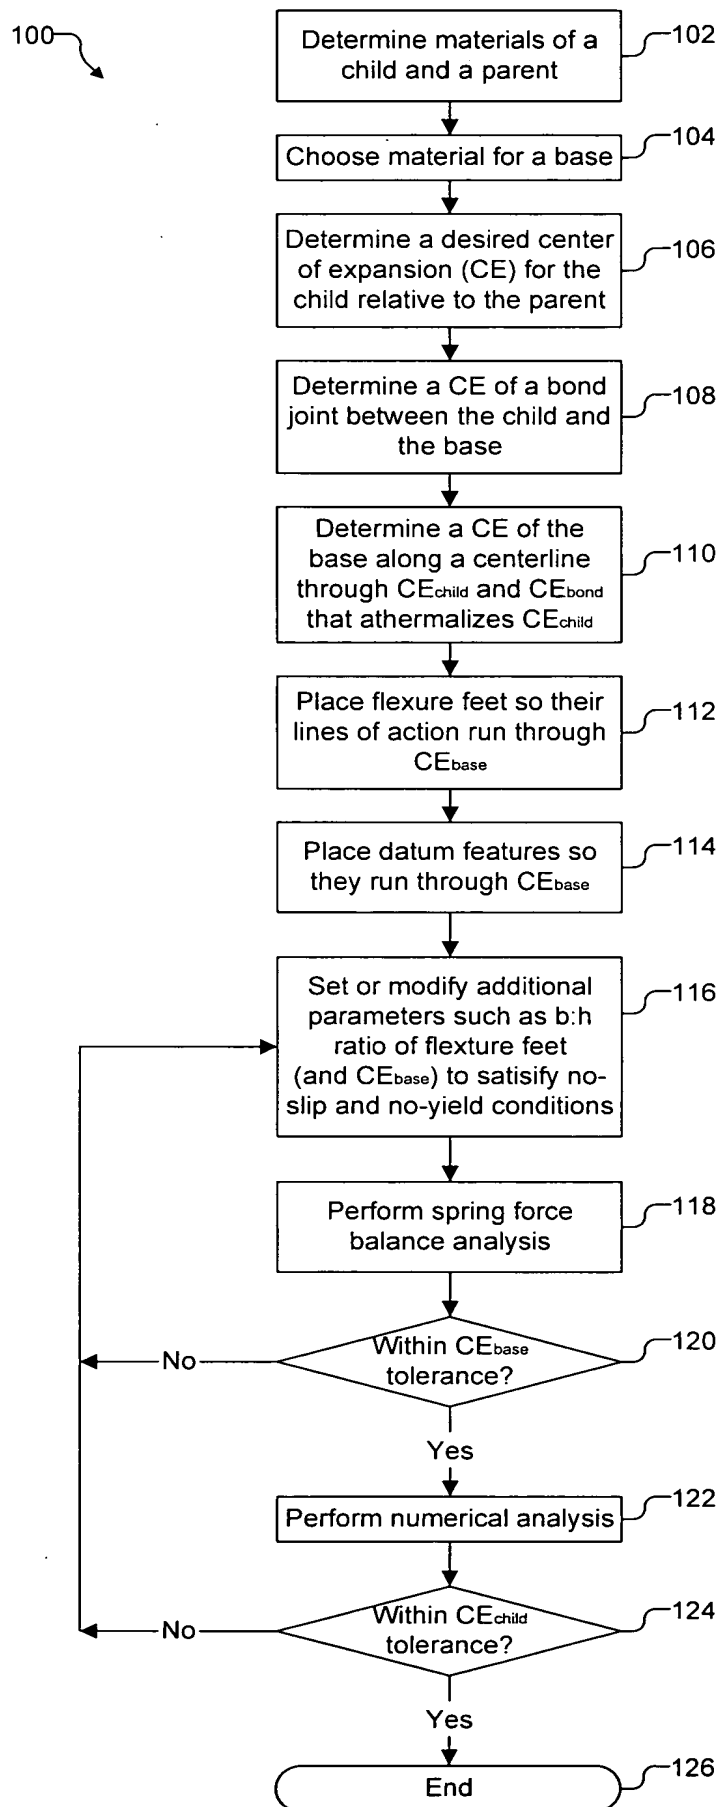 100
Determine materials of a
child and a parent
102
Choose material for a base
104
Determine a desired center
of expansion (CE) for the
child relative to the parent
106
Determine a CE of a bond
joint between the child and
the base
108
Determine a CE of the
base along a centerline
through CEchild and CEbond
that athermalizes CEchild
110
Place flexure feet so their
lines of action run through
CEbase
112
Place datum features so
they run through CEbase
114
Set or modify additional
parameters such as b:h
ratio of flexture feet
(and CEbase) to satisify no-
slip and no-yield conditions
116
Perform spring force
balance analysis
118
Within CEbase
tolerance?
120
No
Yes
Perform numerical analysis
122
Within CEchild
tolerance?
124
No
Yes
End
126